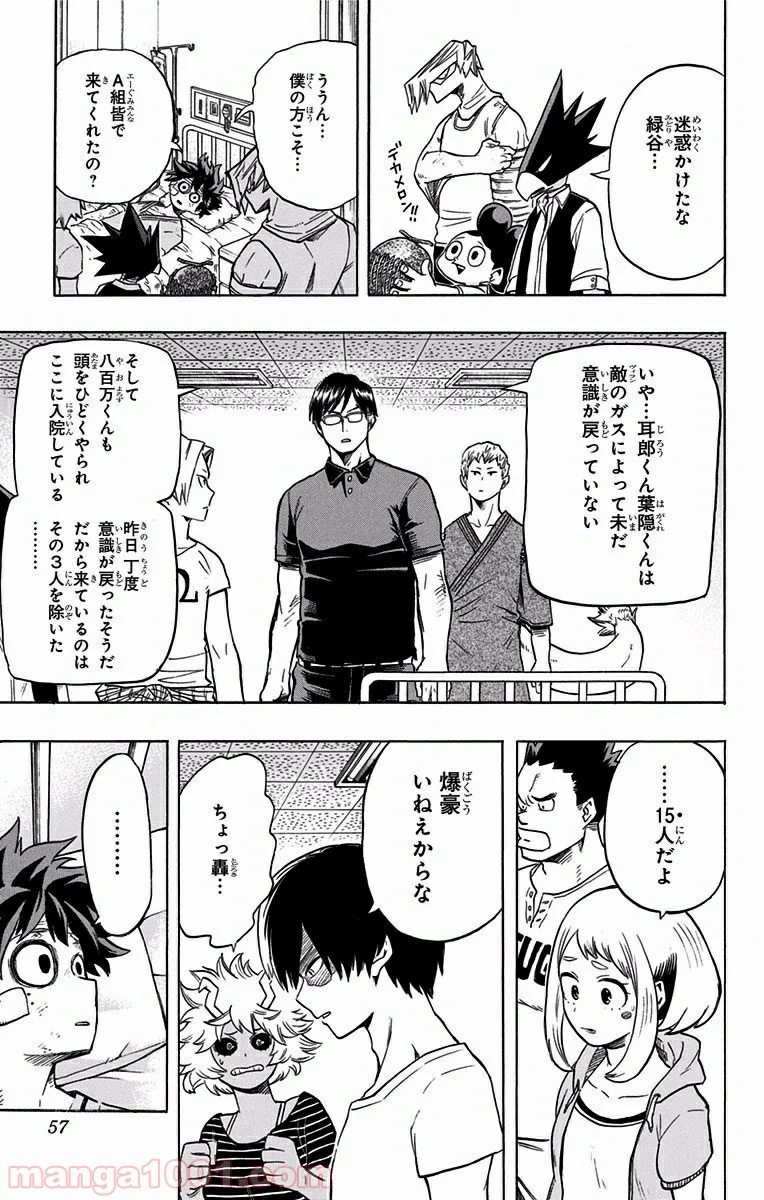 迷惑かけたな
緑谷…
デカメロン!!
ううん…
僕の方こそ…
A組皆で
来てくれたの?
いや…耳郎くん葉隠くんは
敵のガスによって未だ
意識が戻っていない
そして
八百万くんも
頭をひどくやられ
ここに入院している
昨日丁度
意識が戻ったそうだ
だから来ているのは
その3人を除いた
…………
……
15人だよ
爆豪
いねえからな
ちょっ轟…
……
Ω
UC
57
manga1001.com